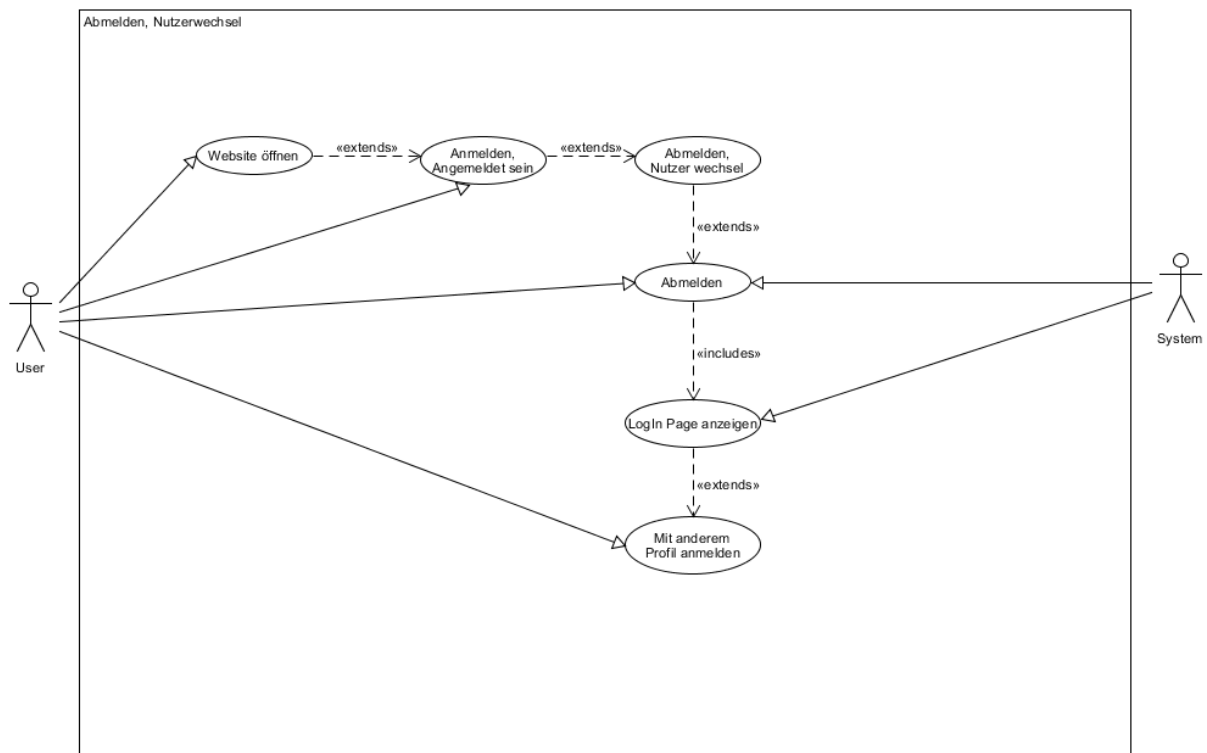 Abmelden, Nutzerwechsel
Website öffnen
«extends»
Anmelden,
Angemeldet sein
«extends»
Abmelden,
Nutzer wechsel
«extends»
Abmelden
User
System
«includes»
LogIn Page anzeigen
«extends»
Mit anderem
Profil anmelden